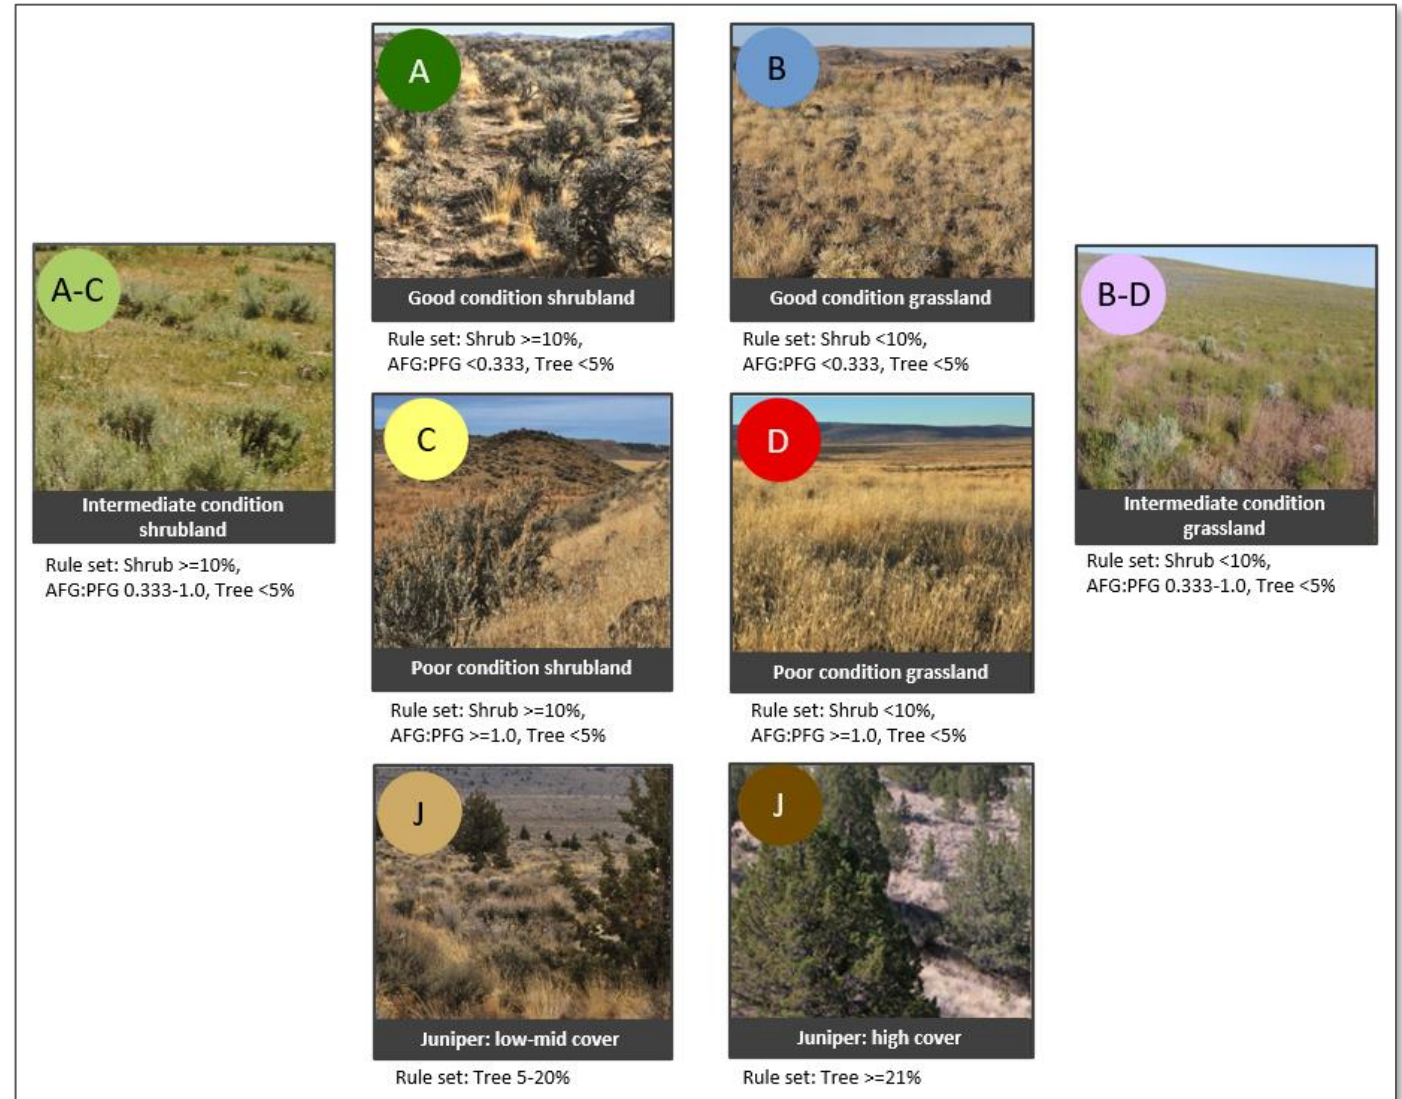 A
Good condition shrubland
Rule set: Shrub >=10%,
AFG:PFG <0.333, Tree <5%
B
Good condition grassland
Rule set: Shrub <10%,
AFG:PFG <0.333, Tree <5%
A-C
Intermediate condition
shrubland
Rule set: Shrub >=10%,
AFG:PFG 0.333-1.0, Tree <5%
B-D
Intermediate condition
grassland
Rule set: Shrub <10%,
AFG:PFG 0.333-1.0, Tree <5%
C
Poor condition shrubland
Rule set: Shrub >=10%,
AFG:PFG >=1.0, Tree <5%
D
Poor condition grassland
Rule set: Shrub <10%,
AFG:PFG >=1.0, Tree <5%
J
Juniper: low-mid cover
Rule set: Tree 5-20%
J
Juniper: high cover
Rule set: Tree >=21%